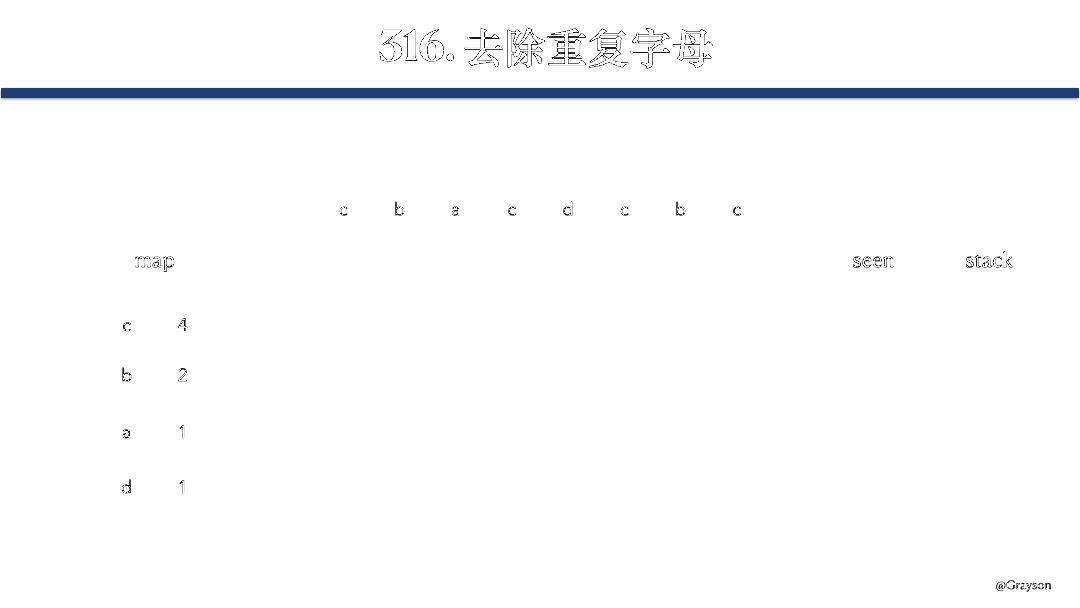 316. 去除重复字母
c b a c d c b c
map seen stack
c 4
b 2
a 1
d 1
@Grayson